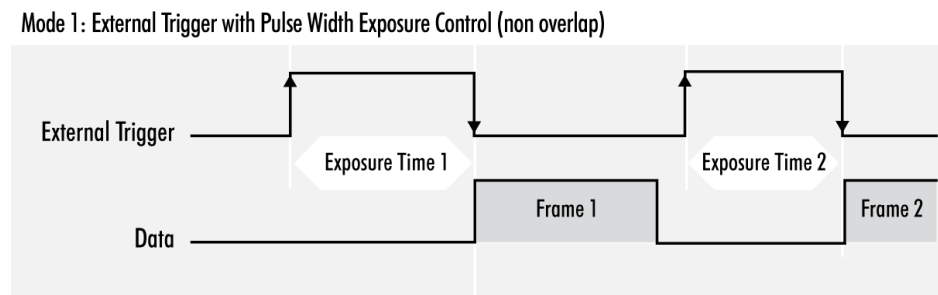 Mode 1: External Trigger with Pulse Width Exposure Control (non overlap)
External Trigger
Exposure Time 1
Exposure Time 2
Frame 1
Frame 2
Data